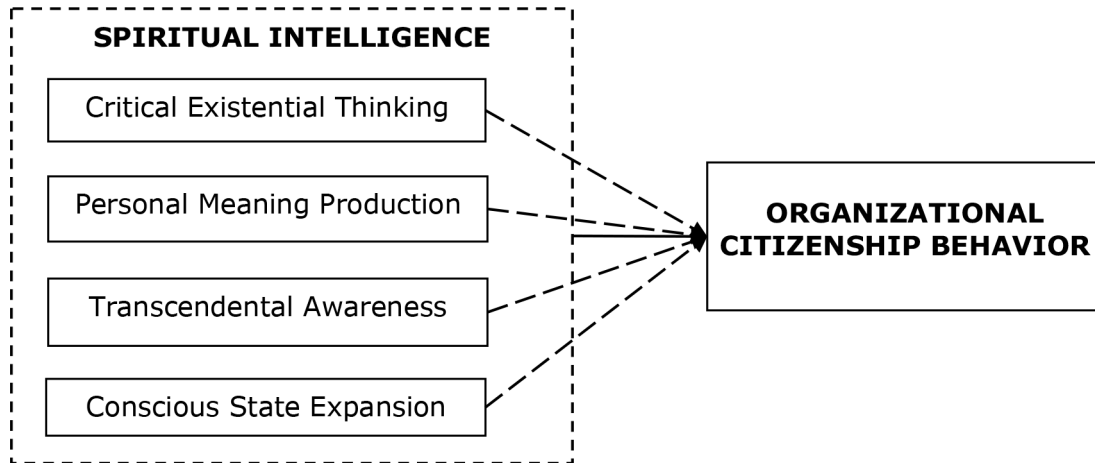 SPIRITUAL INTELLIGENCE
Critical Existential Thinking
Personal Meaning Production
Transcendental Awareness
Conscious State Expansion
ORGANIZATIONAL
CITIZENSHIP BEHAVIOR